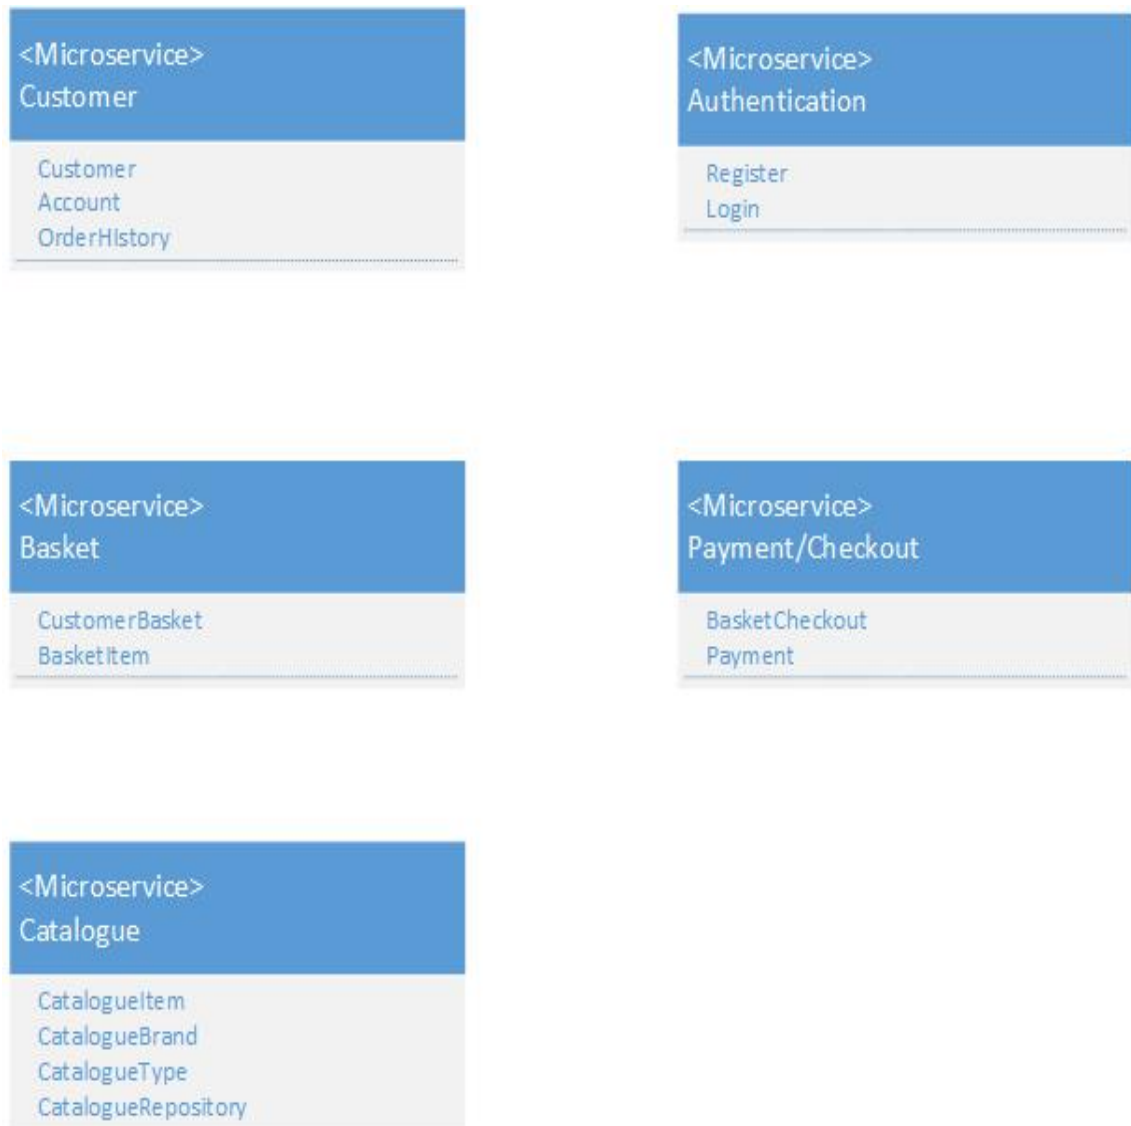 <Microservice>
Customer
Customer
Account
OrderHIstory
<Microservice>
Authentication
Register
Login
<Microservice>
Basket
CustomerBasket
BasketItem
<Microservice>
Payment/Checkout
BasketCheckout
Payment
<Microservice>
Catalogue
CatalogueItem
CatalogueBrand
CatalogueType
CatalogueRepository